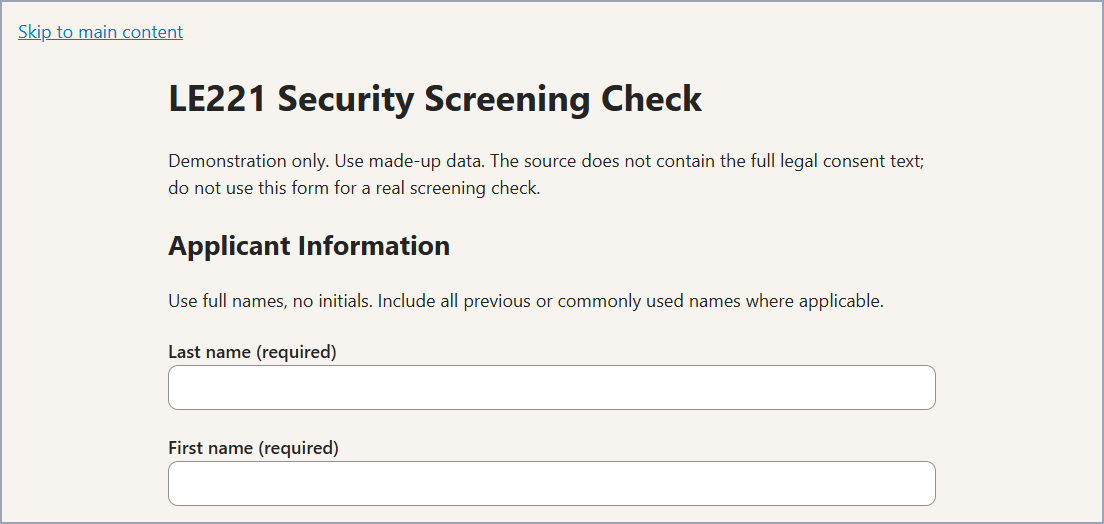 Skip to main content
LE221 Security Screening Check
Demonstration only. Use made-up data. The source does not contain the full legal consent text;
do not use this form for a real screening check.
Applicant Information
Use full names, no initials. Include all previous or commonly used names where applicable.
Last name (required)
First name (required)